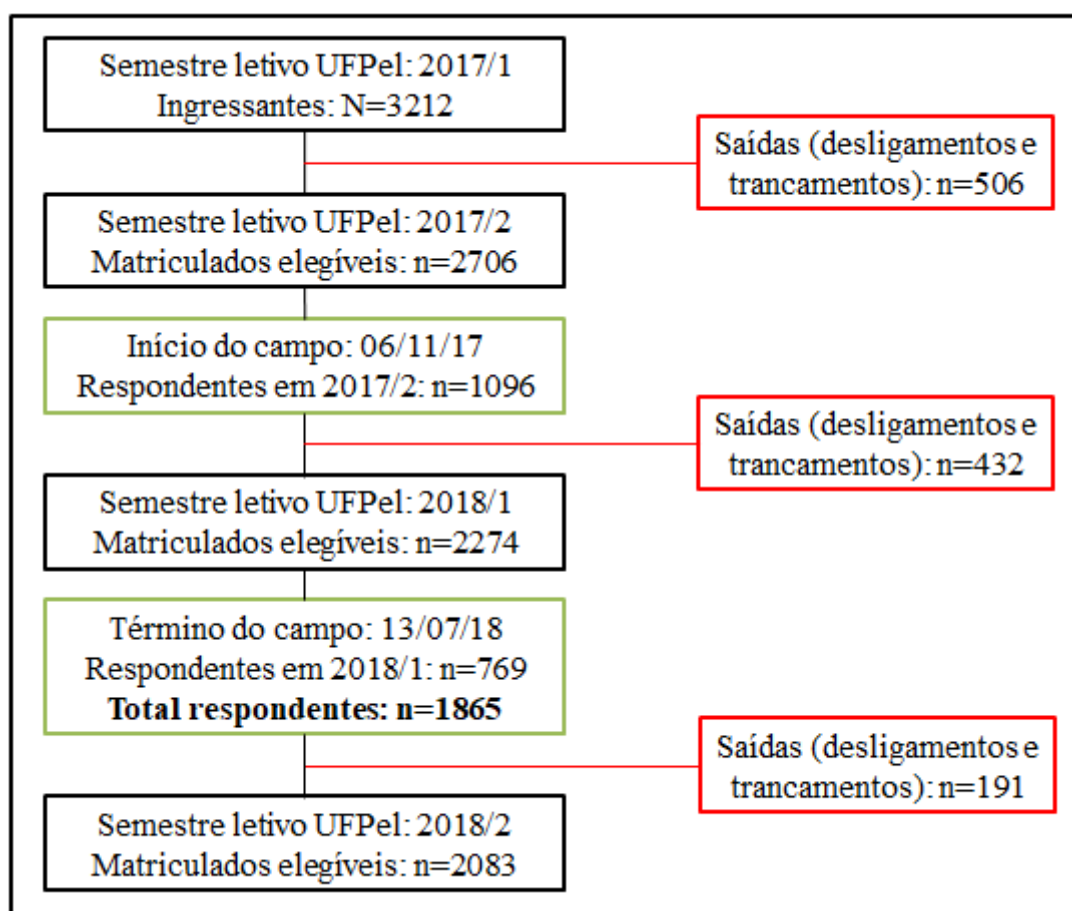 Semestre letivo UFPel: 2017/1
Ingressantes: N=3212
Saídas (desligamentos e
trancamentos): n=506
Semestre letivo UFPel: 2017/2
Matriculados elegíveis: n=2706
Início do campo: 06/11/17
Respondentes em 2017/2: n=1096
Saídas (desligamentos e
trancamentos): n=432
Semestre letivo UFPel: 2018/1
Matriculados elegíveis: n=2274
Término do campo: 13/07/18
Respondentes em 2018/1: n=769
Total respondentes: n=1865
Saídas (desligamentos e
trancamentos): n=191
Semestre letivo UFPel: 2018/2
Matriculados elegíveis: n=2083